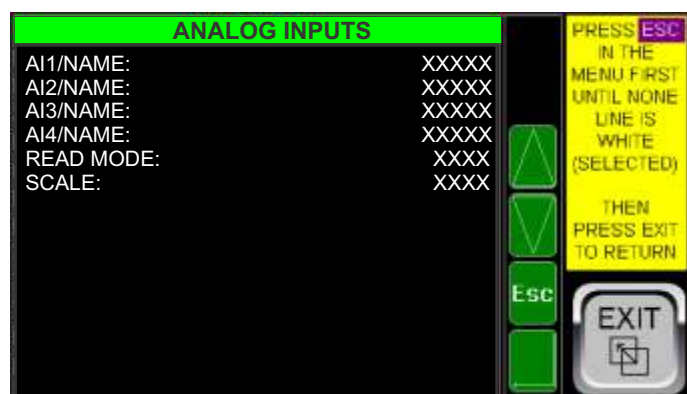 ANALOG INPUTS
AI1/NAME: XXXXX
AI2/NAME: XXXXX
AI3/NAME: XXXXX
AI4/NAME: XXXXX
READ MODE: XXXX
SCALE: XXXX
Esc
PRESS ESC
IN THE
MENU FIRST
UNTIL NONE
LINE IS
WHITE
(SELECTED)
THEN
PRESS EXIT
TO RETURN
EXIT